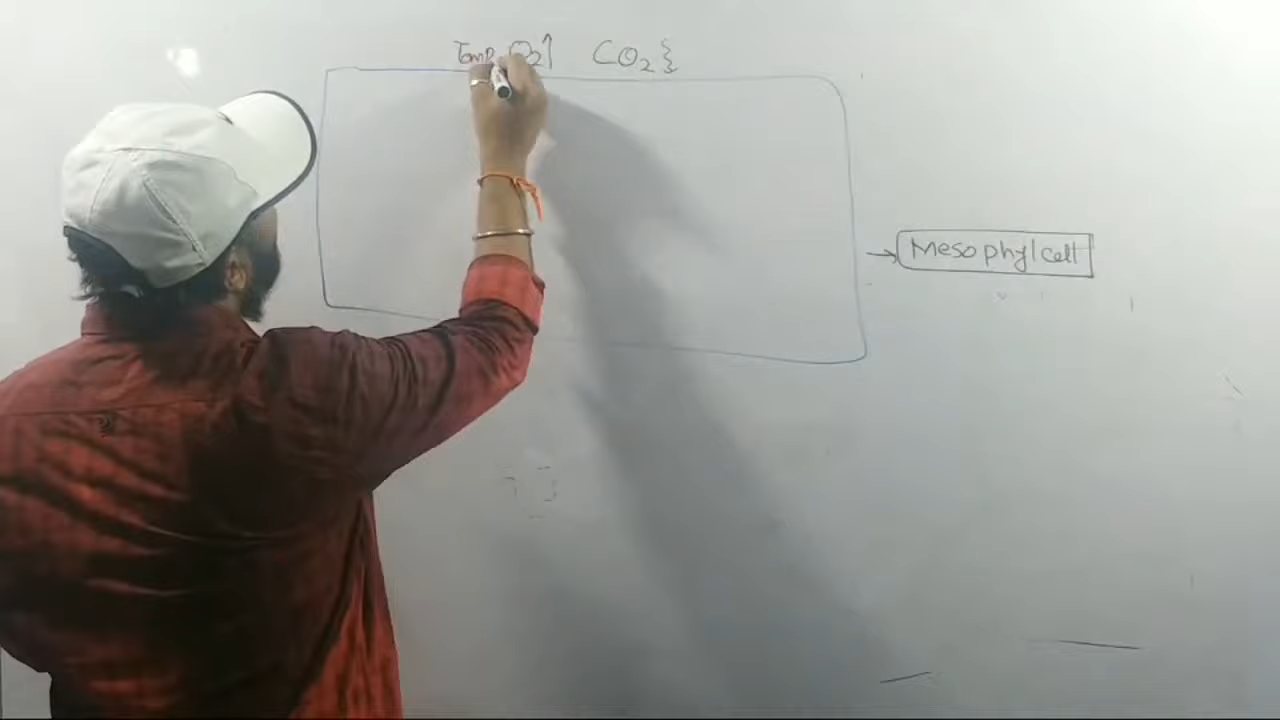 Temp O₂↑ CO₂}
→ Mesophyl cell